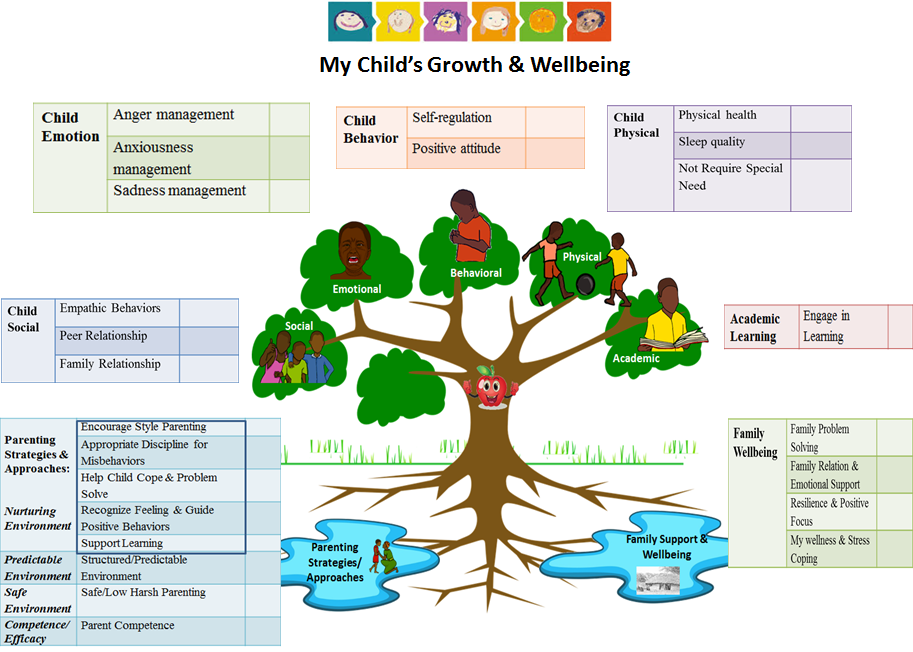 My Child's Growth & Wellbeing
Child
Emotion
Anger management
Anxiousness
management
Sadness management
Child
Behavior
Self-regulation
Positive attitude
Child
Physical
Physical health
Sleep quality
Not Require Special
Need
Emotional
Behavioral
Physical
Social
Academic
Child
Social
Empathic Behaviors
Peer Relationship
Family Relationship
Academic
Learning
Engage in
Learning
Parenting
Strategies &
Approaches:
Nurturing
Environment
Encourage Style Parenting
Appropriate Discipline for
Misbehaviors
Help Child Cope & Problem
Solve
Recognize Feeling & Guide
Positive Behaviors
Support Learning
Predictable
Environment
Structured/Predictable
Environment
Safe
Environment
Safe/Low Harsh Parenting
Competence/
Efficacy
Parent Competence
Parenting
Strategies/
Approaches
Family Support &
Wellbeing
Family
Wellbeing
Family Problem
Solving
Family Relation &
Emotional Support
Resilience & Positive
Focus
My wellness & Stress
Coping